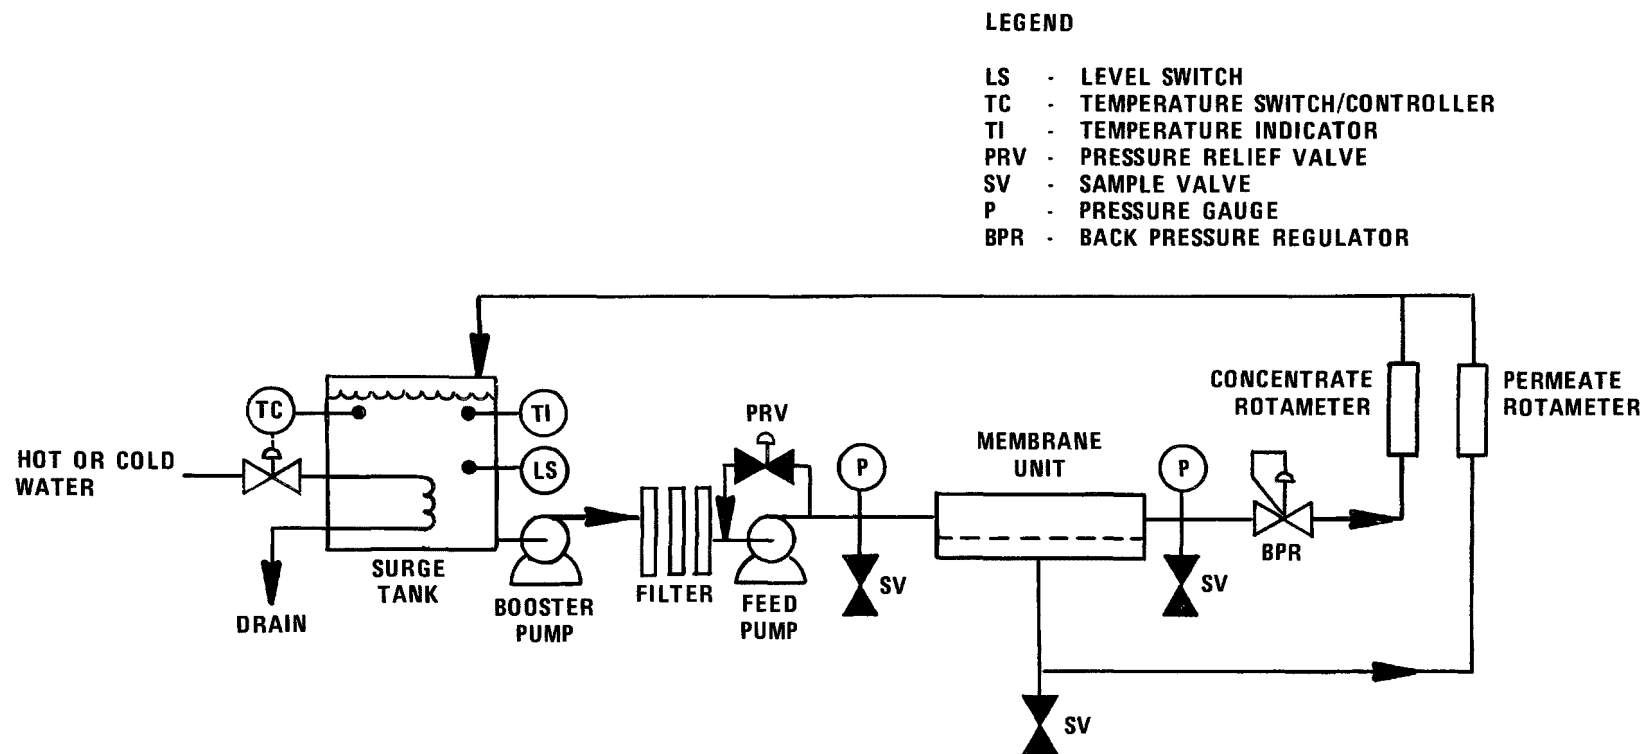 LEGEND
LS - LEVEL SWITCH
TC - TEMPERATURE SWITCH/CONTROLLER
TI - TEMPERATURE INDICATOR
PRV - PRESSURE RELIEF VALVE
SV - SAMPLE VALVE
P - PRESSURE GAUGE
BPR - BACK PRESSURE REGULATOR
CONCENTRATE
ROTAMETER
PERMEATE
ROTAMETER
TC
TI
PRV
HOT OR COLD
WATER
LS
P
MEMBRANE
UNIT
P
BPR
SURGE
TANK
DRAIN
BOOSTER
PUMP
FILTER
FEED
PUMP
SV
SV
SV